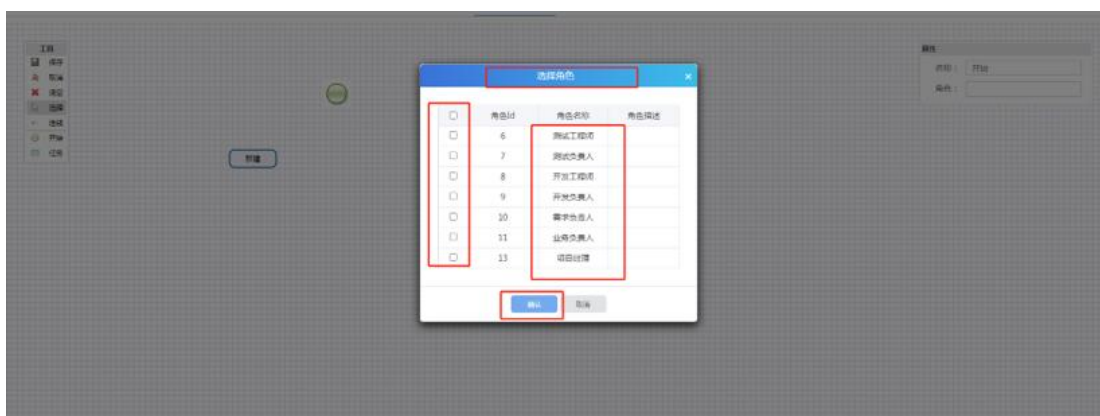 工具
保存
取消
清空
选择
连线
开始
任务
新建
选择角色
×
角色Id 角色名称 角色描述
6 测试工程师
7 测试负责人
8 开发工程师
9 开发负责人
10 需求负责人
11 业务负责人
13 项目经理
确认 取消
属性
名称： 开始
角色：